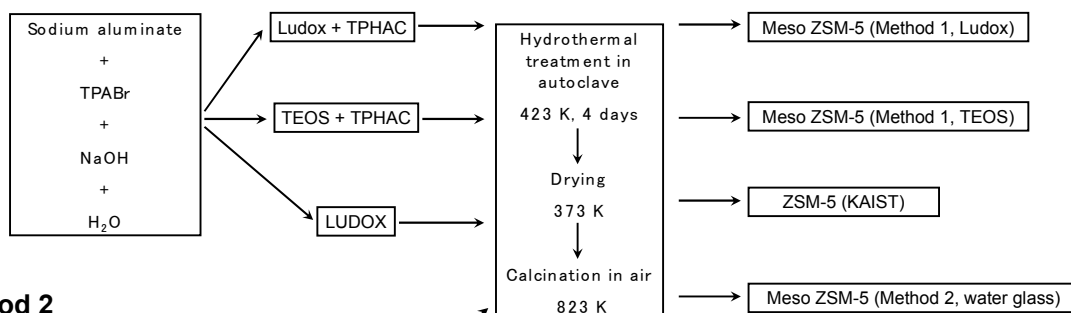 Sodium aluminate
+
TPABr
+
NaOH
+
H₂O
Ludox + TPHAC
TEOS + TPHAC
LUDOX
Hydrothermal
treatment in
autoclave
423 K, 4 days
Drying
373 K
Calcination in air
823 K
Meso ZSM-5 (Method 1, Ludox)
Meso ZSM-5 (Method 1, TEOS)
ZSM-5 (KAIST)
Meso ZSM-5 (Method 2, water glass)
od 2